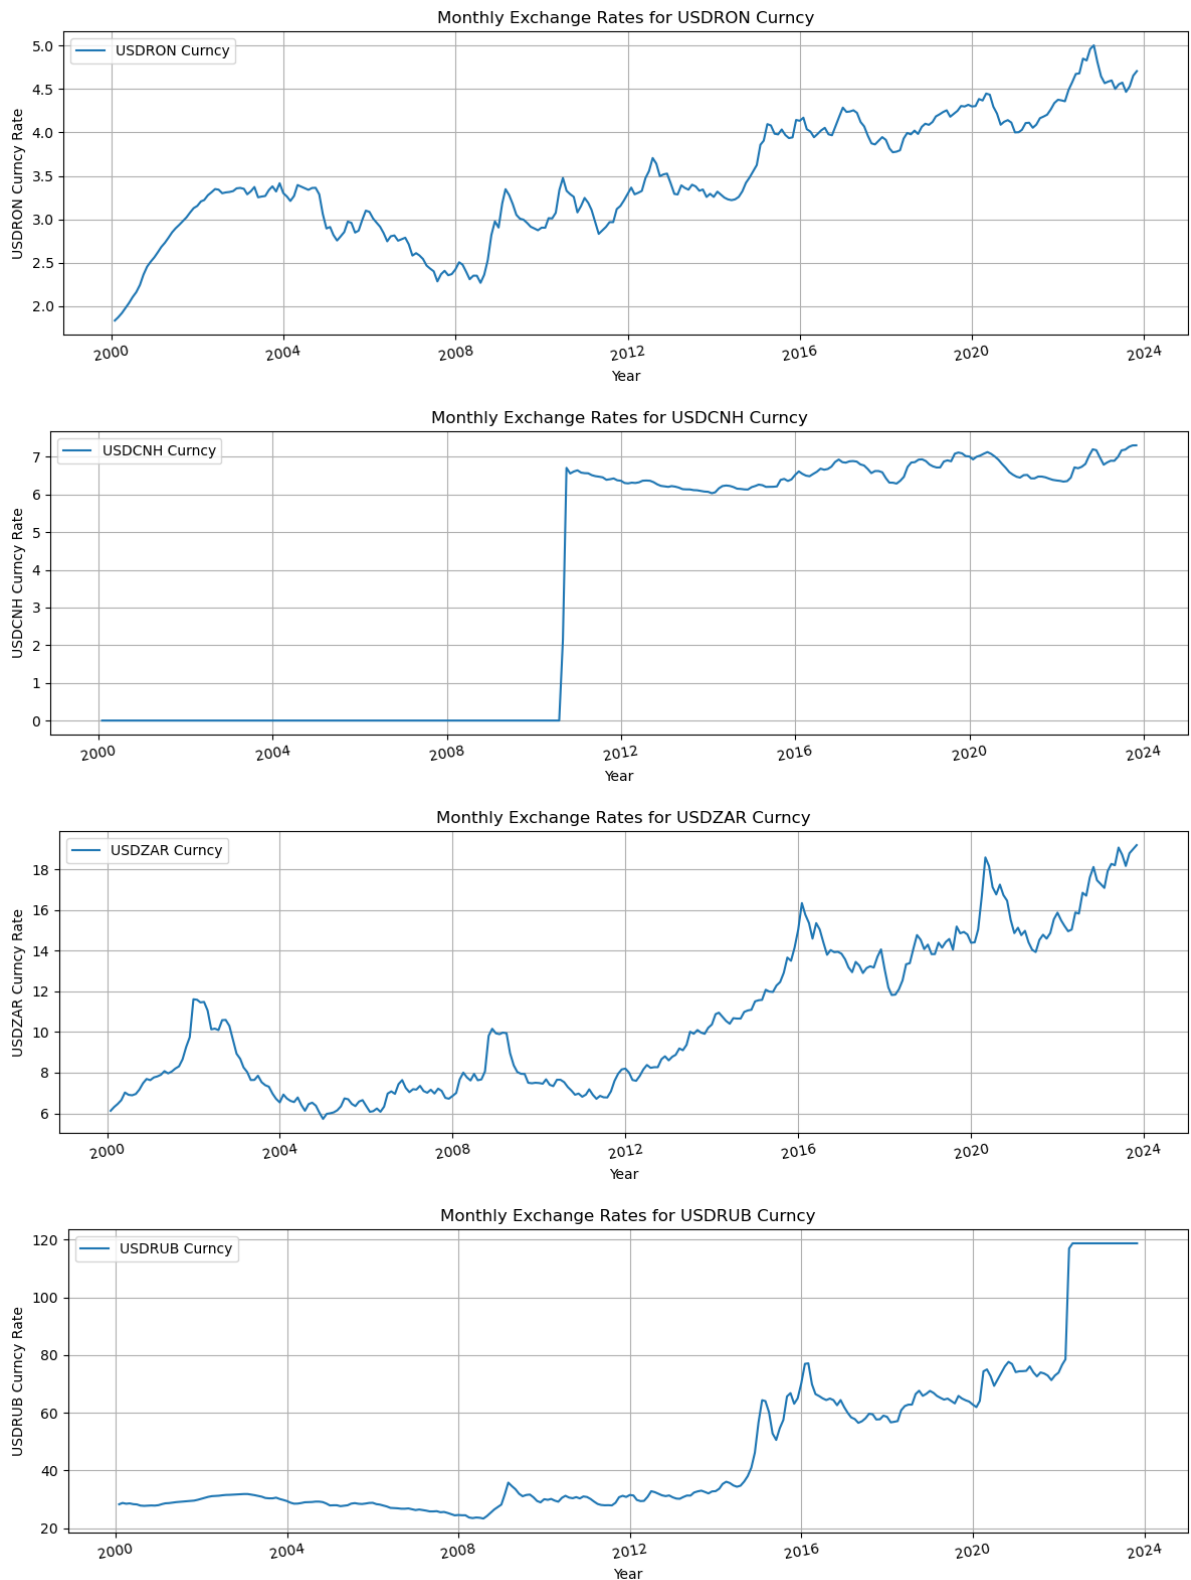 Monthly Exchange Rates for USDRON Curncy
USDRON Curncy
5.0
4.5
4.0
3.5
3.0
2.5
2.0
USDRON Curncy Rate
2000 2004 2008 2012 2016 2020 2024
Year
Monthly Exchange Rates for USDCNH Curncy
USDCNH Curncy
7
6
5
4
3
2
1
0
USDCNH Curncy Rate
2000 2004 2008 2012 2016 2020 2024
Year
Monthly Exchange Rates for USDZAR Curncy
USDZAR Curncy
18
16
14
12
10
8
6
USDZAR Curncy Rate
2000 2004 2008 2012 2016 2020 2024
Year
Monthly Exchange Rates for USDRUB Curncy
USDRUB Curncy
120
100
80
60
40
20
USDRUB Curncy Rate
2000 2004 2008 2012 2016 2020 2024
Year